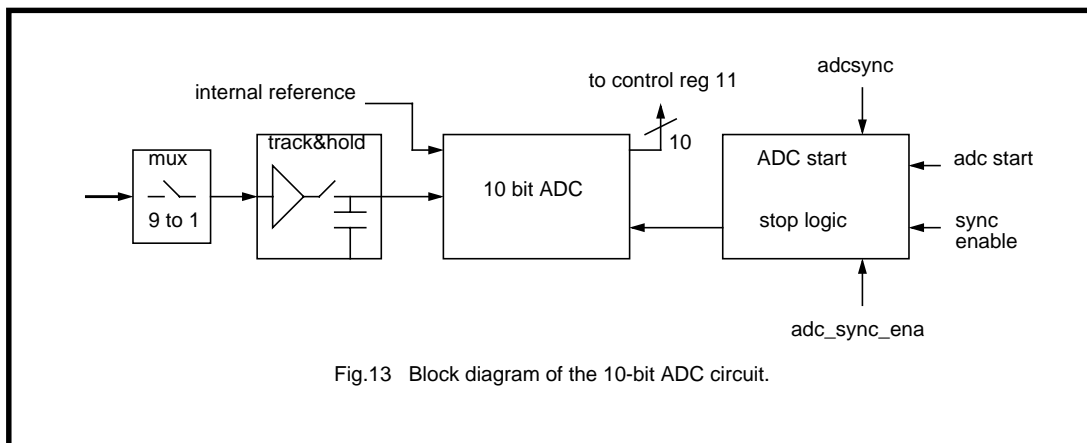 adcsync
to control reg 11
internal reference
track&hold
10
mux
ADC start
adc start
10 bit ADC
9 to 1
stop logic
sync
enable
adc_sync_ena
Fig.13 Block diagram of the 10-bit ADC circuit.